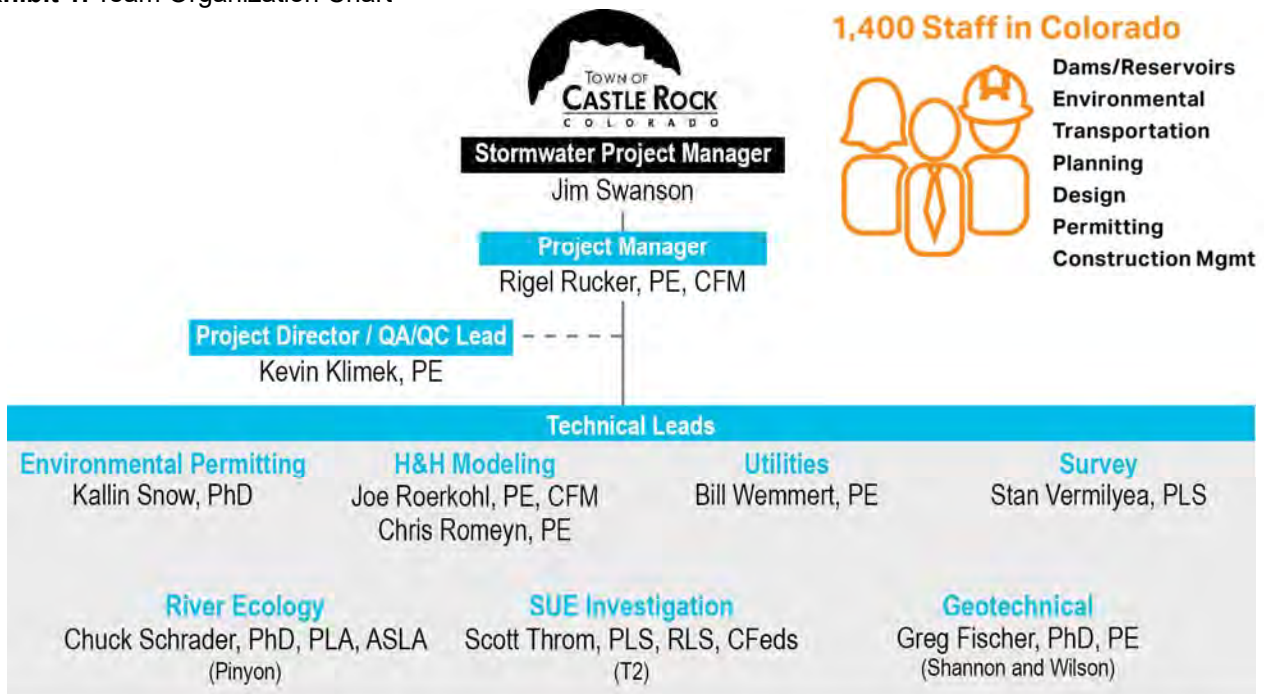 Exhibit 1. Team Organization Chart
TOWN OF
CASTLE ROCK
COLORADO
Stormwater Project Manager
Jim Swanson
1,400 Staff in Colorado
Dams/Reservoirs
Environmental
Transportation
Planning
Design
Permitting
Construction Mgmt
Project Manager
Rigel Rucker, PE, CFM
Project Director / QA/QC Lead
Kevin Klimek, PE
Technical Leads
Environmental Permitting
Kallin Snow, PhD
H&H Modeling
Joe Roerkohl, PE, CFM
Chris Romeyn, PE
Utilities
Bill Wemmert, PE
Survey
Stan Vermilyea, PLS
River Ecology
Chuck Schrader, PhD, PLA, ASLA
(Pinyon)
SUE Investigation
Scott Throm, PLS, RLS, CFeds
(T2)
Geotechnical
Greg Fischer, PhD, PE
(Shannon and Wilson)